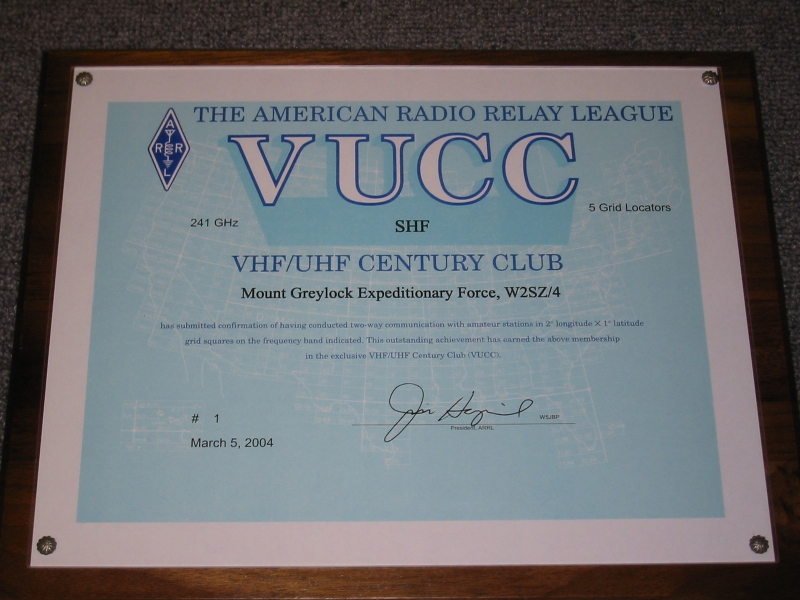 THE AMERICAN RADIO RELAY LEAGUE
A
R R
L
VUCC
241 GHz
SHF
5 Grid Locators
VHF/UHF CENTURY CLUB
Mount Greylock Expeditionary Force, W2SZ/4
has submitted confirmation of having conducted two-way communication with amateur stations in 2° longitude X 1° latitude
grid squares on the frequency band indicated. This outstanding achievement has earned the above membership
in the exclusive VHF/UHF Century Club (VUCC).
# 1
W5JBP
President, ARRL
March 5, 2004